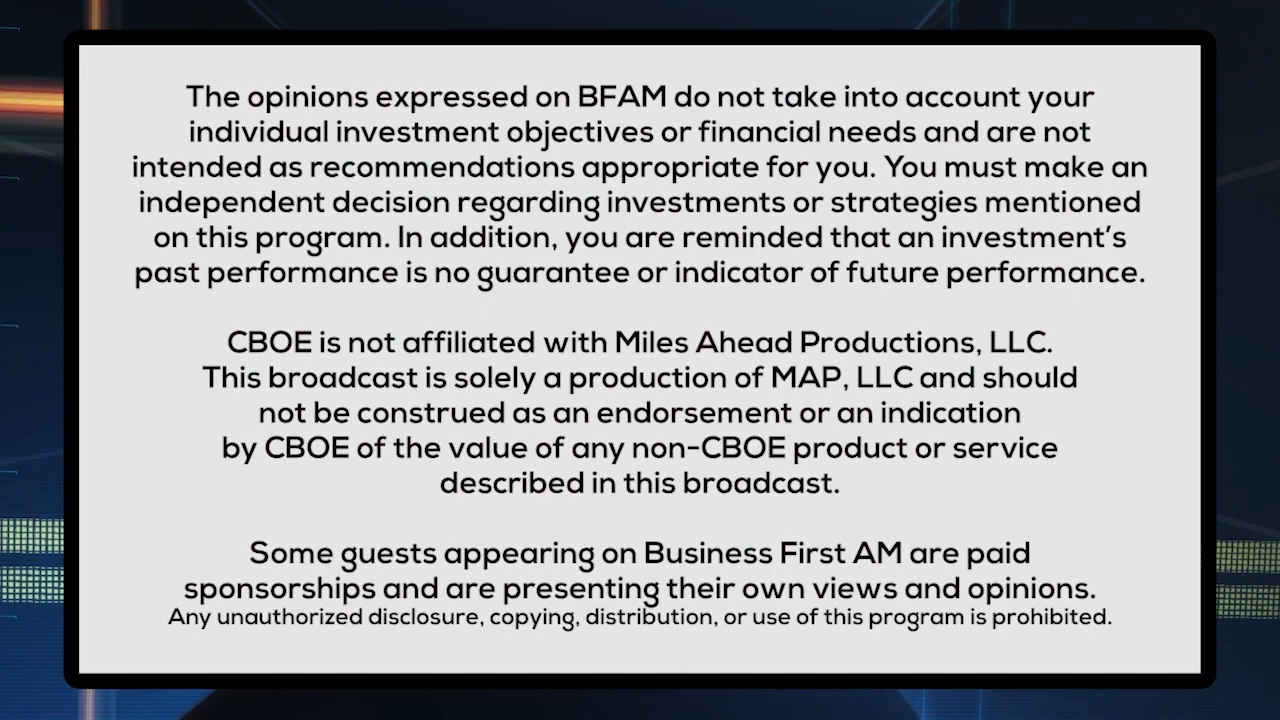 The opinions expressed on BFAM do not take into account your
individual investment objectives or financial needs and are not
intended as recommendations appropriate for you. You must make an
independent decision regarding investments or strategies mentioned
on this program. In addition, you are reminded that an investment's
past performance is no guarantee or indicator of future performance.
CBOE is not affiliated with Miles Ahead Productions, LLC.
This broadcast is solely a production of MAP, LLC and should
not be construed as an endorsement or an indication
by CBOE of the value of any non-CBOE product or service
described in this broadcast.
Some guests appearing on Business First AM are paid
sponsorships and are presenting their own views and opinions.
Any unauthorized disclosure, copying, distribution, or use of this program is prohibited.